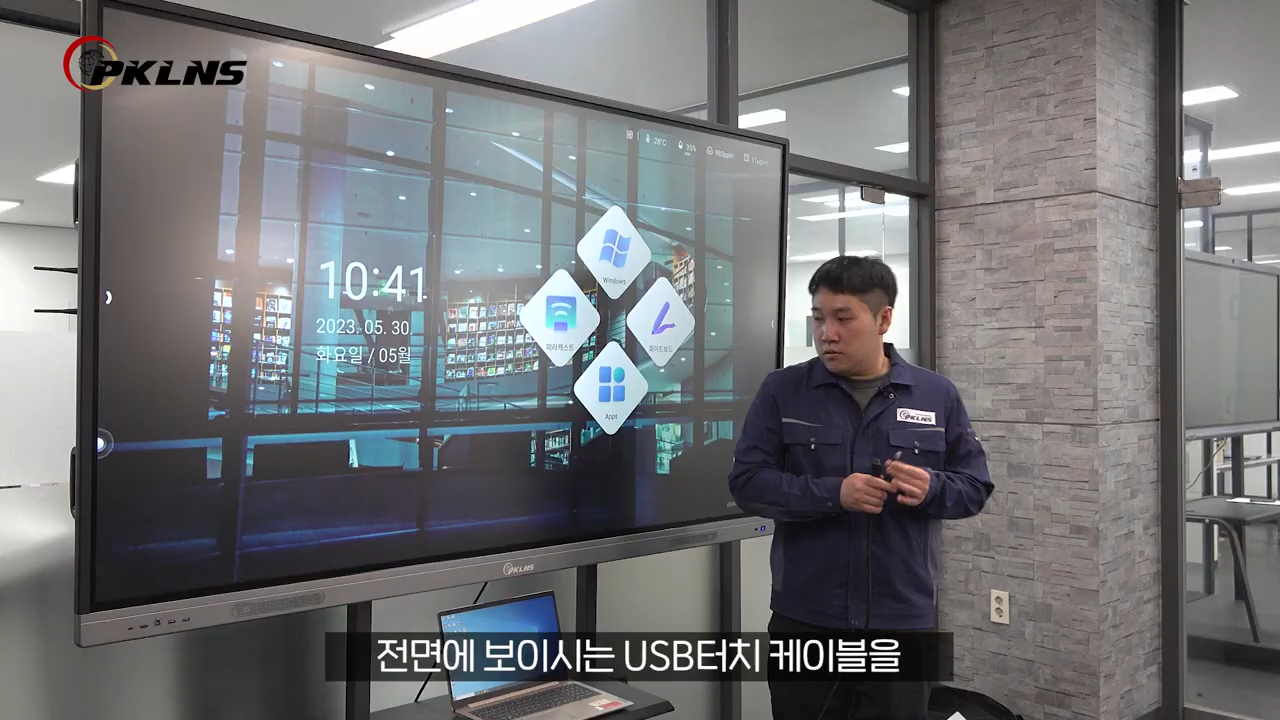 PKLNS
28℃
35%
10:41
2023. 05. 30.
화요일 / 05월
Windows
미라캐스트
화이트보드
Apps
PKLNS
PKLNS
전면에 보이시는 USB터치 케이블을